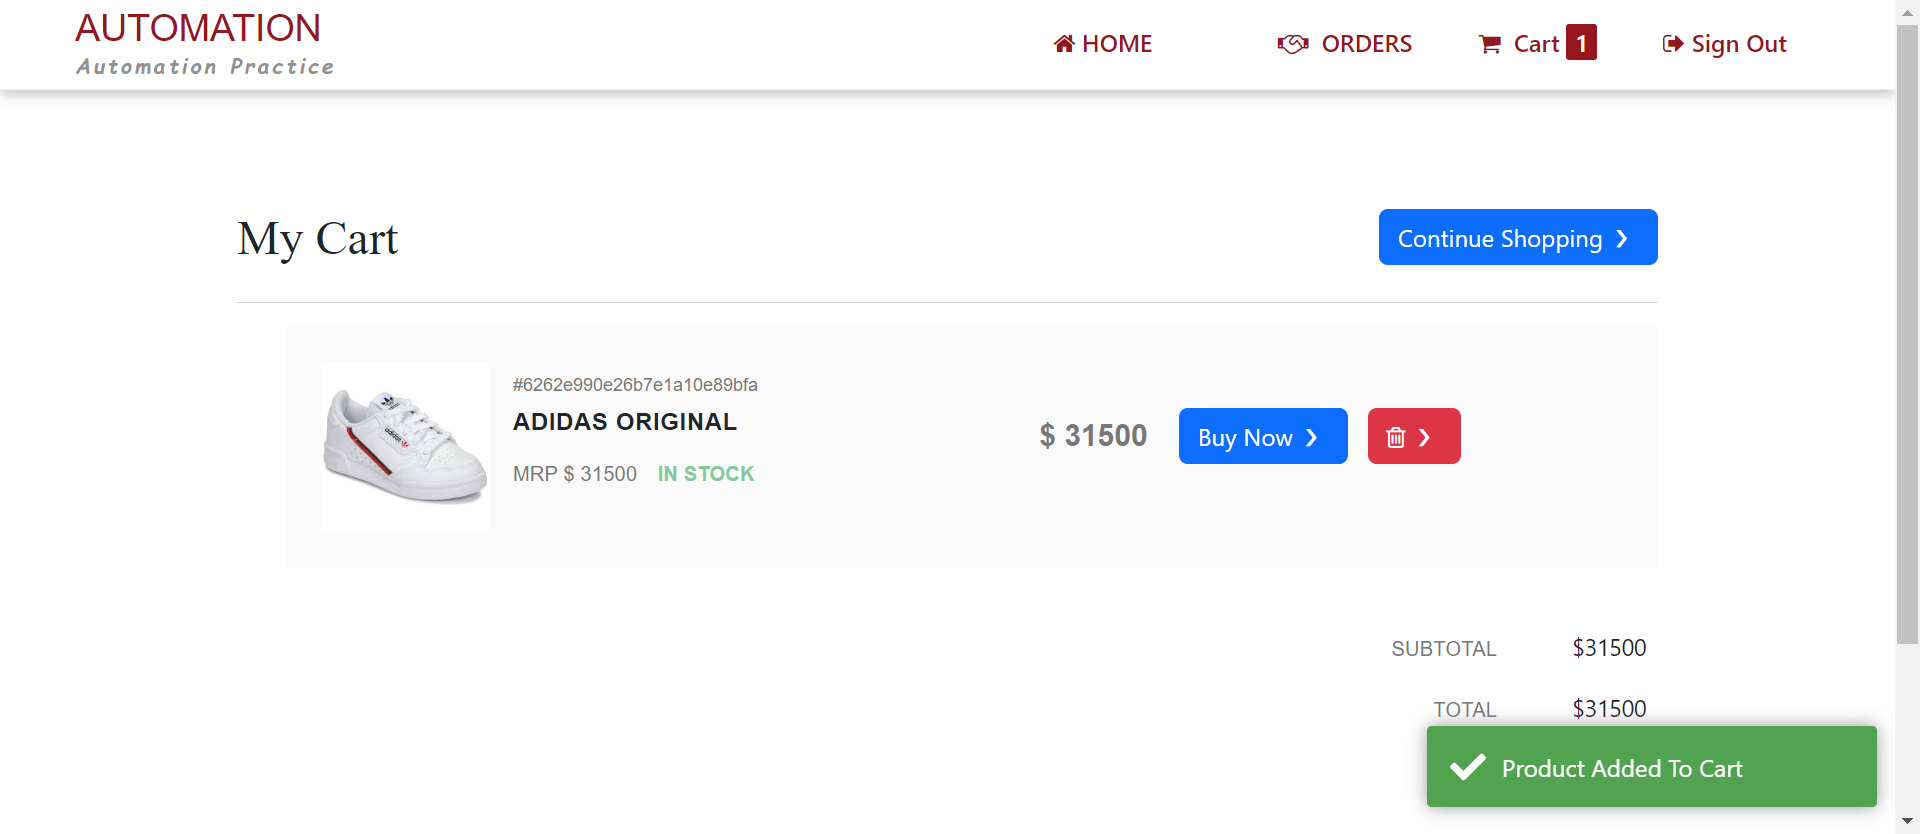 AUTOMATION
Automation Practice
HOME
ORDERS
Cart 1
Sign Out
My Cart
Continue Shopping ❯
#6262e990e26b7e1a10e89bfa
ADIDAS ORIGINAL
MRP $ 31500 IN STOCK
$ 31500
Buy Now ❯
❯
adidas
SUBTOTAL $31500
TOTAL $31500
Product Added To Cart